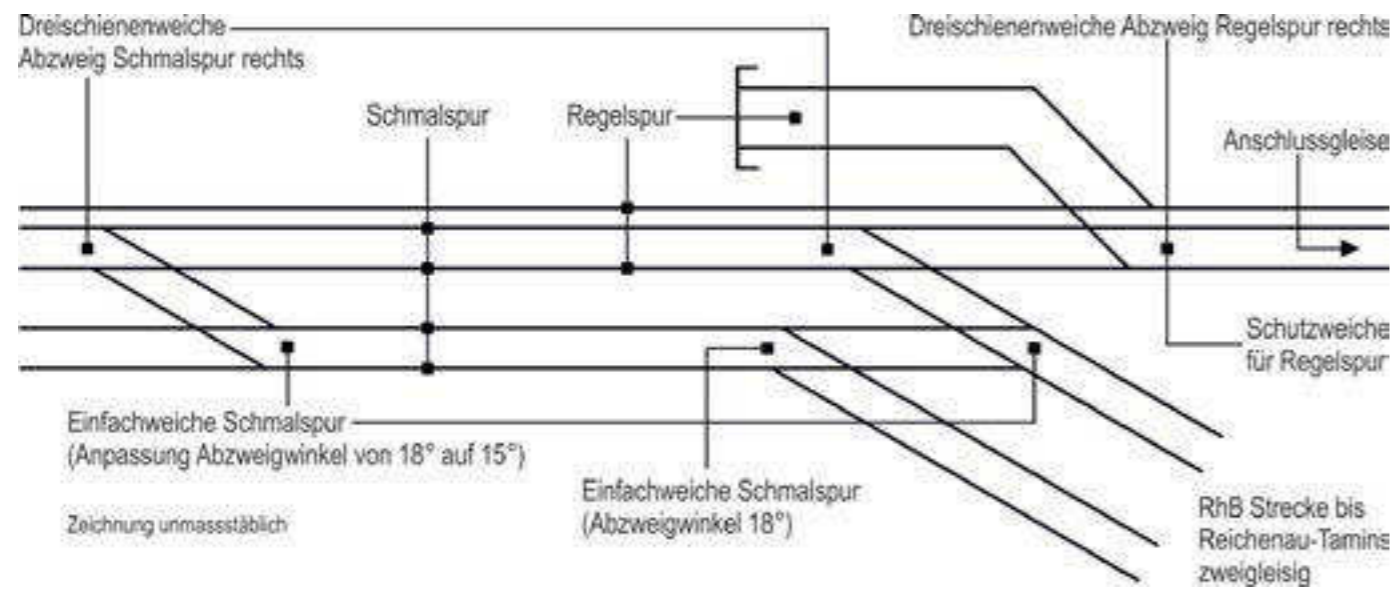 Dreischienenweiche
Abzweig Schmalspur rechts
Dreischienenweiche Abzweig Regelspur rechts
Schmalspur
Regelspur
Anschlussgleise
Schutzweiche
für Regelspur
Einfachweiche Schmalspur
(Anpassung Abzweigwinkel von 18° auf 15°)
Einfachweiche Schmalspur
(Abzweigwinkel 18°)
Zeichnung unmassstäblich
RhB Strecke bis
Reichenau-Tamins
zweigleisig